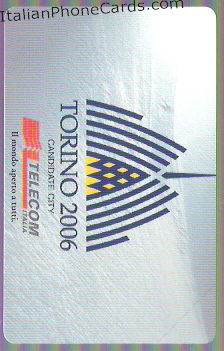 ItalianPhoneCards.com
TORINO 2006
CANDIDATE CITY
TELECOM
ITALIA
Il mondo aperto a tutti.